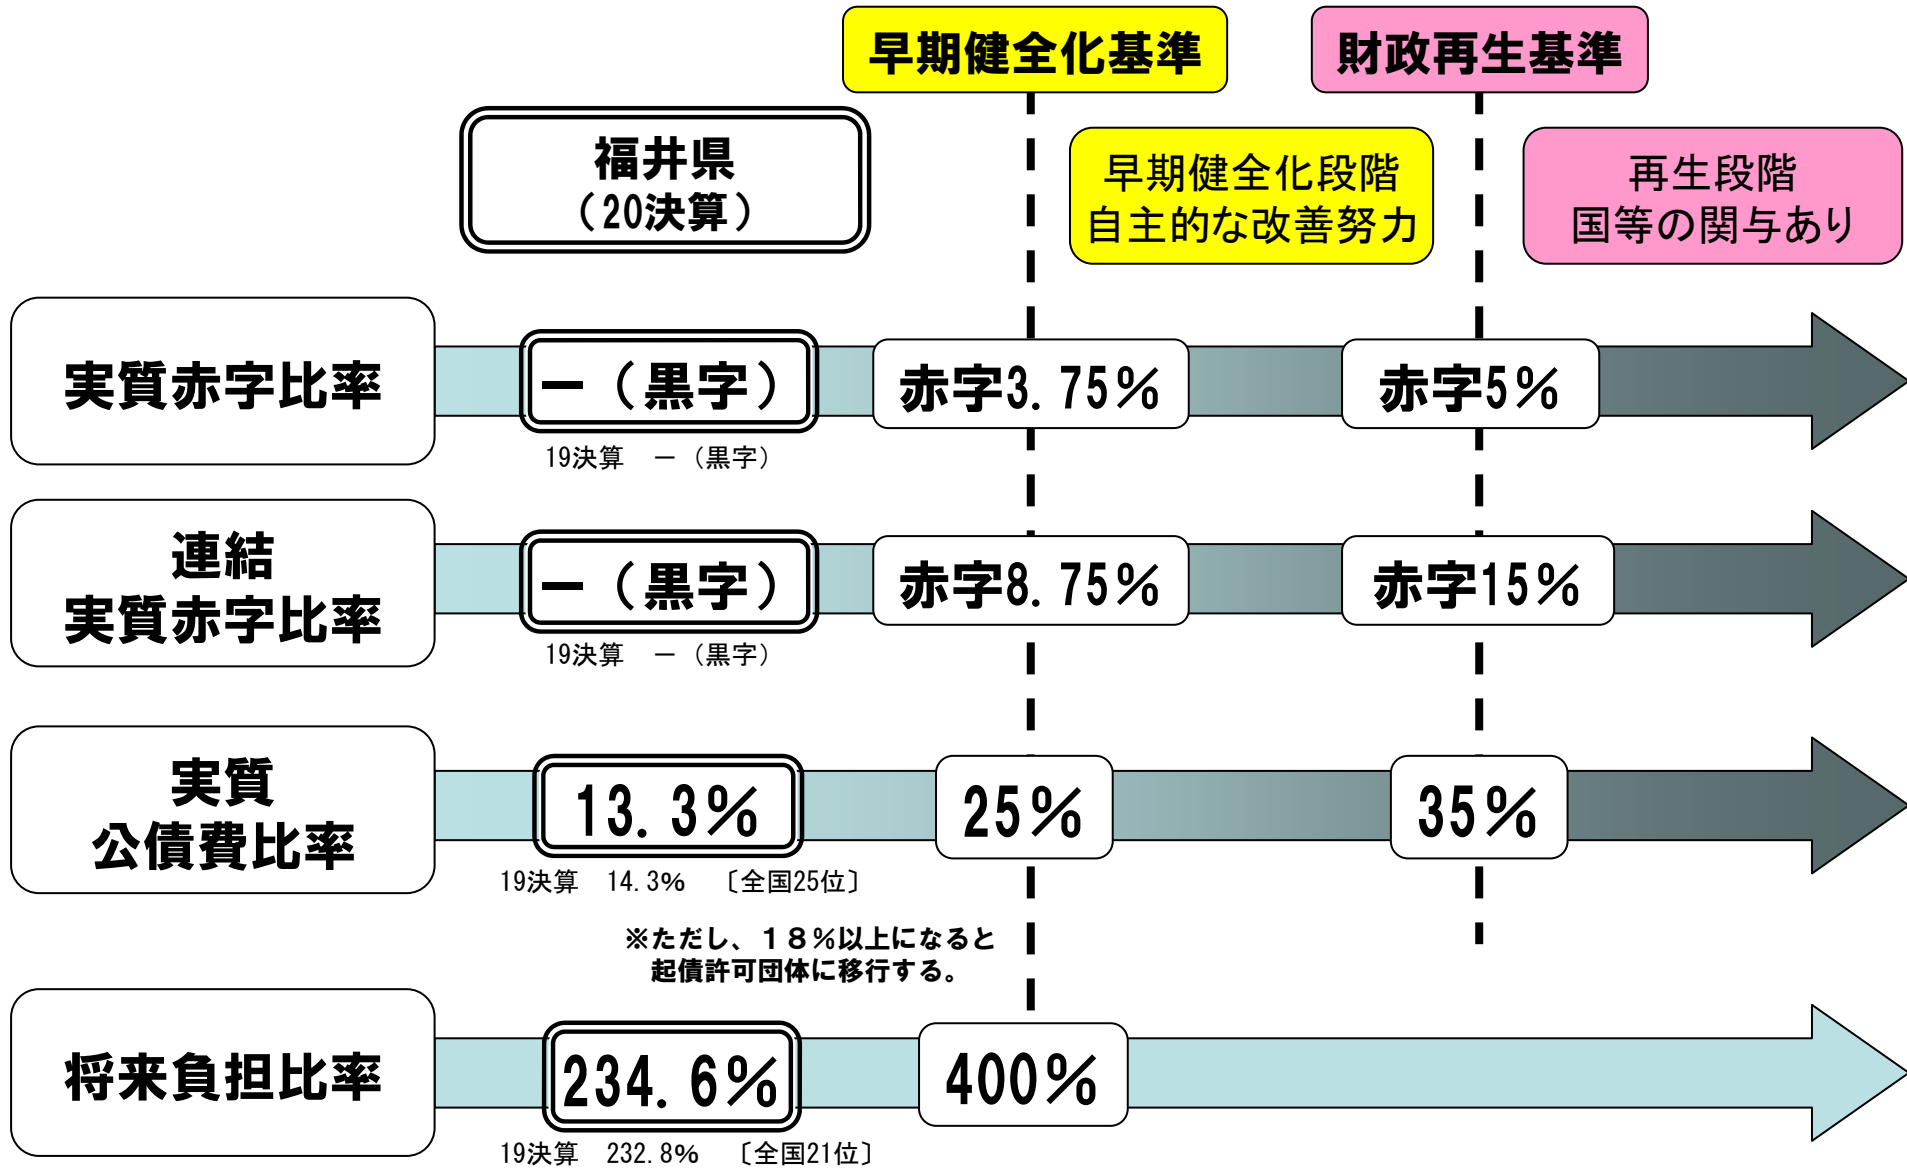 早期健全化基準
財政再生基準
福井県
（20決算）
早期健全化段階
自主的な改善努力
再生段階
国等の関与あり
実質赤字比率
－（黒字）
赤字3.75％
赤字5％
19決算　－（黒字）
連結
実質赤字比率
－（黒字）
赤字8.75％
赤字15％
19決算　－（黒字）
実質
公債費比率
13.3％
25％
35％
19決算　14.3％　〔全国25位〕
※ただし、１８％以上になると
起債許可団体に移行する。
将来負担比率
234.6％
400％
19決算　232.8％　〔全国21位〕